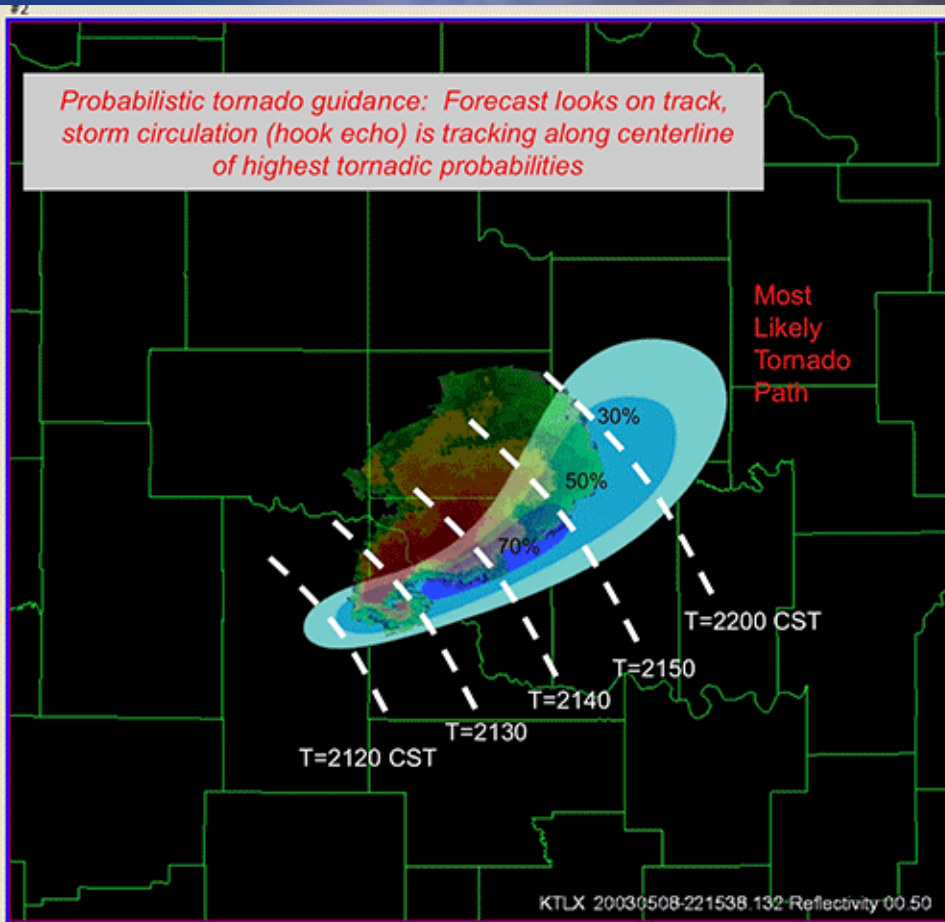 #2
Probabilistic tornado guidance: Forecast looks on track,
storm circulation (hook echo) is tracking along centerline
of highest tornadic probabilities
Most
Likely
Tornado
Path
30%
50%
70%
T=2200 CST
T=2150
T=2140
T=2130
T=2120 CST
KTLX 20030508-221538.132 Reflectivity 00.50